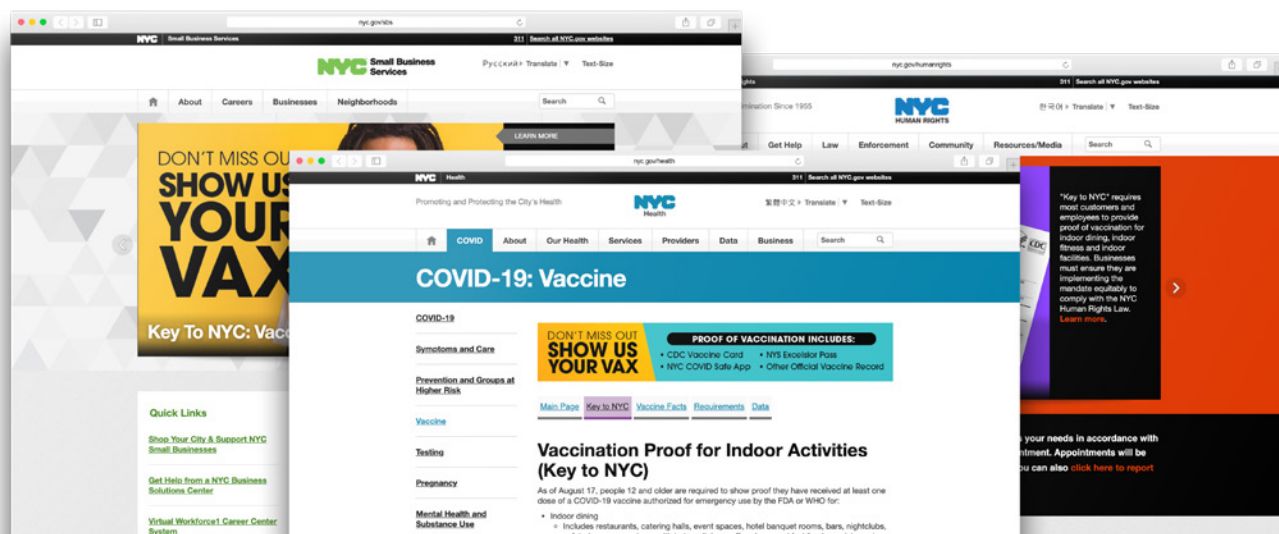 nyc.gov/sbs
NYC Small Business Services
311 Search all NYC.gov websites
NYC Small Business
Services
Русский▸ Translate ▼ Text-Size
About Careers Businesses Neighborhoods Search
LEARN MORE
DON'T MISS OU
SHOW US
YOUR
VAX
Key To NYC: Vacc
Quick Links
Shop Your City & Support NYC
Small Businesses
Get Help from a NYC Business
Solutions Center
Virtual Workforce1 Career Center
System
nyc.gov/humanrights
ights 311 Search all NYC.gov websites
mination Since 1955
NYC
HUMAN RIGHTS
한국어▸ Translate ▼ Text-Size
ut Get Help Law Enforcement Community Resources/Media Search
CDC
"Key to NYC" requires
most customers and
employees to provide
proof of vaccination for
indoor dining, indoor
fitness and indoor
facilities. Businesses
must ensure they are
implementing the
mandate equitably to
comply with the NYC
Human Rights Law.
Learn more.
s your needs in accordance with
ntment. Appointments will be
ou can also click here to report
nyc.gov/health
NYC Health
311 Search all NYC.gov websites
Promoting and Protecting the City's Health
NYC
Health
繁體中文▸ Translate ▼ Text-Size
COVID About Our Health Services Providers Data Business Search
COVID-19: Vaccine
COVID-19
Symptoms and Care
Prevention and Groups at
Higher Risk
Vaccine
Testing
Pregnancy
Mental Health and
Substance Use
DON'T MISS OUT
SHOW US
YOUR VAX
PROOF OF VACCINATION INCLUDES:
• CDC Vaccine Card • NYS Excelsior Pass
• NYC COVID Safe App • Other Official Vaccine Record
Main Page Key to NYC Vaccine Facts Requirements Data
Vaccination Proof for Indoor Activities
(Key to NYC)
As of August 17, people 12 and older are required to show proof they have received at least one
dose of a COVID-19 vaccine authorized for emergency use by the FDA or WHO for:
• Indoor dining
Includes restaurants, catering halls, event spaces, hotel banquet rooms, bars, nightclubs,